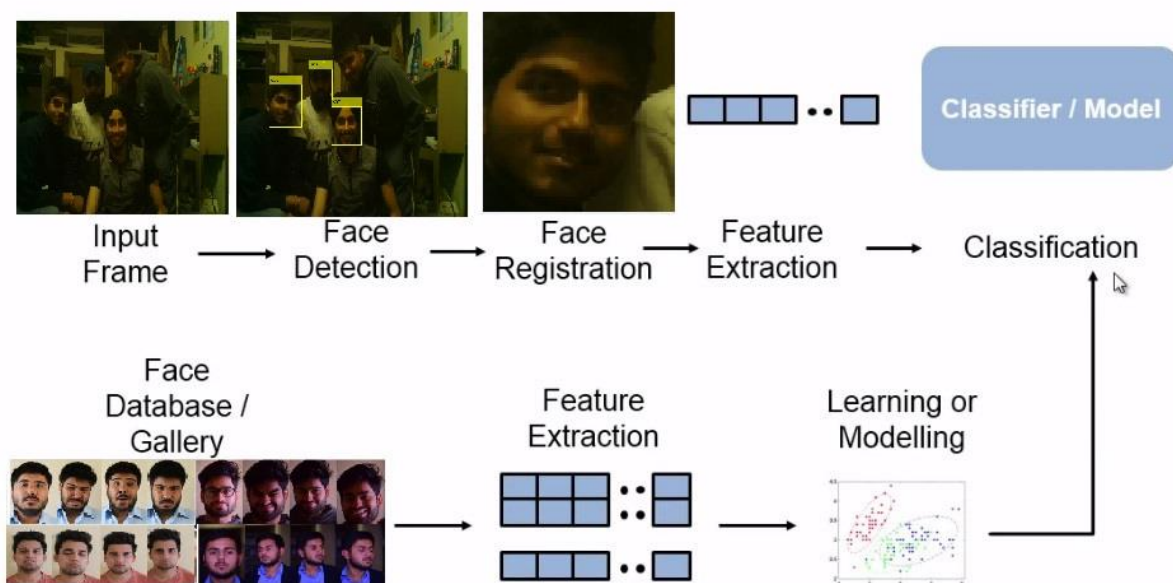 Classifier / Model
Input
Frame
Face
Detection
Face
Registration
Feature
Extraction
Classification
Face
Database /
Gallery
Feature
Extraction
Learning or
Modelling